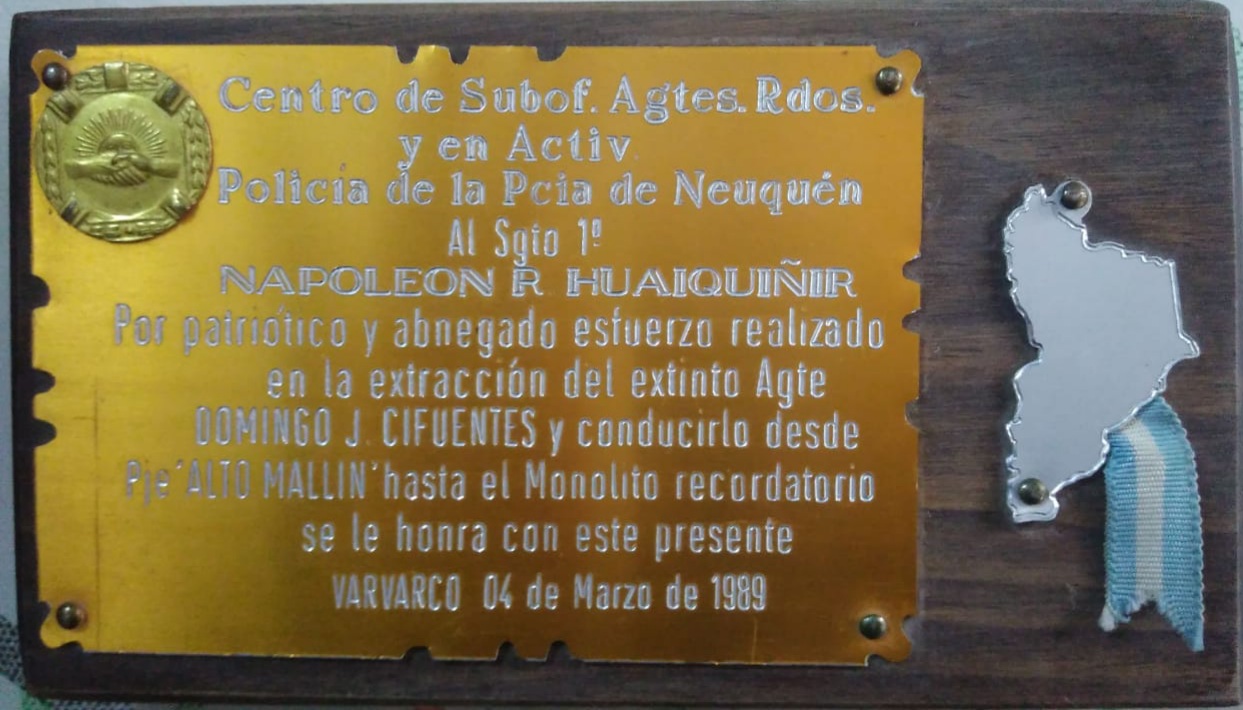 Centro de Subof. Agtes. Rdos.
y en Activ.
Policía de la Pcia de Neuquén
Al Sgto 1º
NAPOLEON R. HUAIQUIÑIR
Por patriótico y abnegado esfuerzo realizado
en la extracción del extinto Agte
DOMINGO J. CIFUENTES y conducirlo desde
Pje "ALTO MALLIN" hasta el Monolito recordatorio
se le honra con este presente
VARVARCO 04 de Marzo de 1989